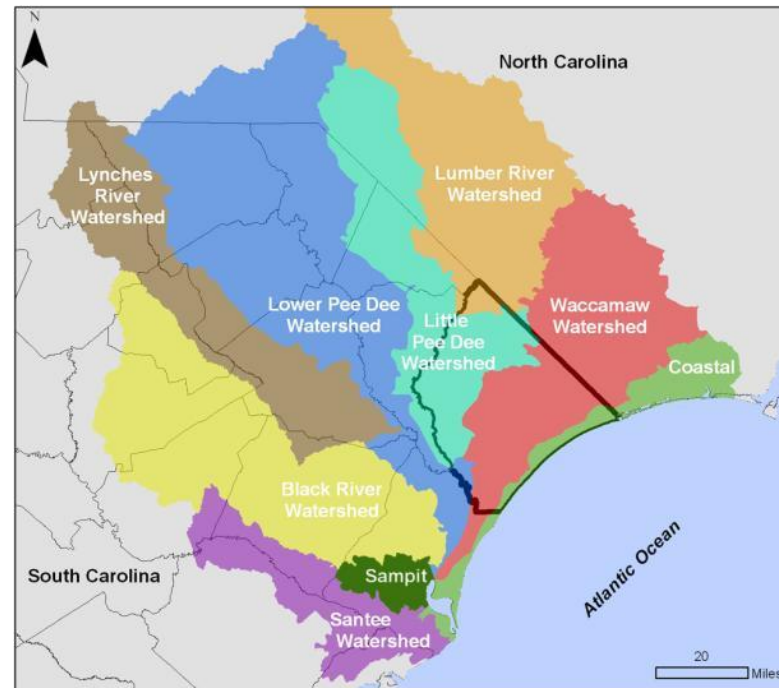 N
North Carolina
Lynches
River
Watershed
Lumber River
Watershed
Lower Pee Dee
Watershed
Little
Pee Dee
Watershed
Waccamaw
Watershed
Coastal
Black River
Watershed
South Carolina
Sampit
Santee
Watershed
Atlantic Ocean
20
Miles